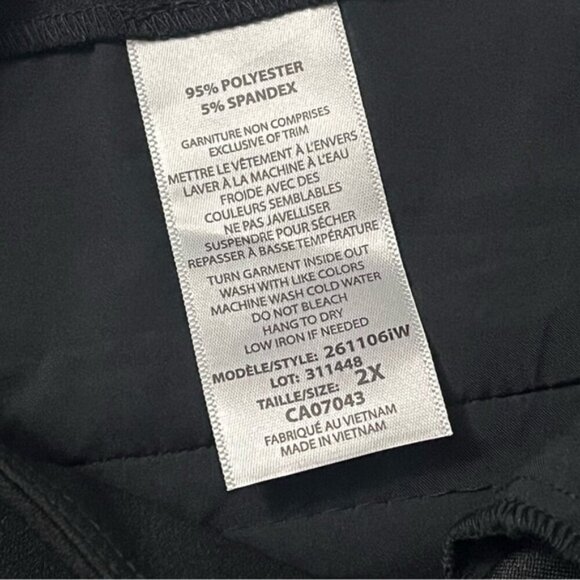 95% POLYESTER
5% SPANDEX
GARNITURE NON COMPRISES
EXCLUSIVE OF TRIM
METTRE LE VÊTEMENT À L'ENVERS
LAVER À LA MACHINE À L'EAU
FROIDE AVEC DES
COULEURS SEMBLABLES
NE PAS JAVELLISER
SUSPENDRE POUR SÉCHER
REPASSER À BASSE TEMPÉRATURE
TURN GARMENT INSIDE OUT
WASH WITH LIKE COLORS
MACHINE WASH COLD WATER
DO NOT BLEACH
HANG TO DRY
LOW IRON IF NEEDED
MODÈLE/STYLE: 261106iW
LOT: 311448
TAILLE/SIZE: 2X
CA07043
FABRIQUÉ AU VIETNAM
MADE IN VIETNAM